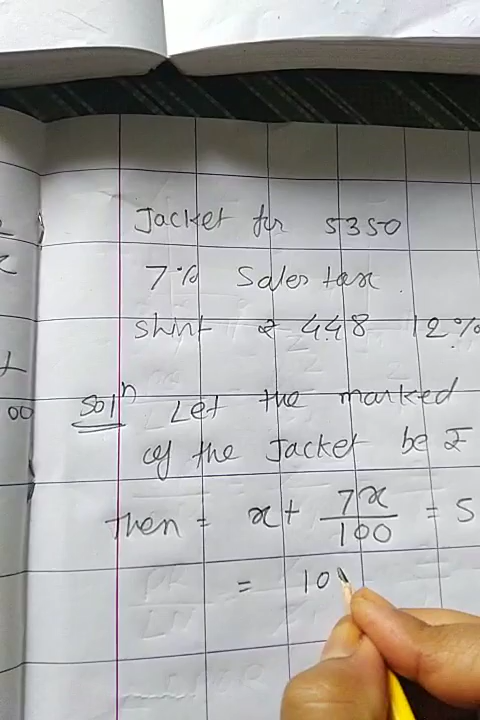 Jacket for 5350
7% Sales tax.
Shirt ₹ 448 12%
00
Solⁿ Let the marked
of the Jacket be ₹
then = x + 7x/100 = 5
= 10